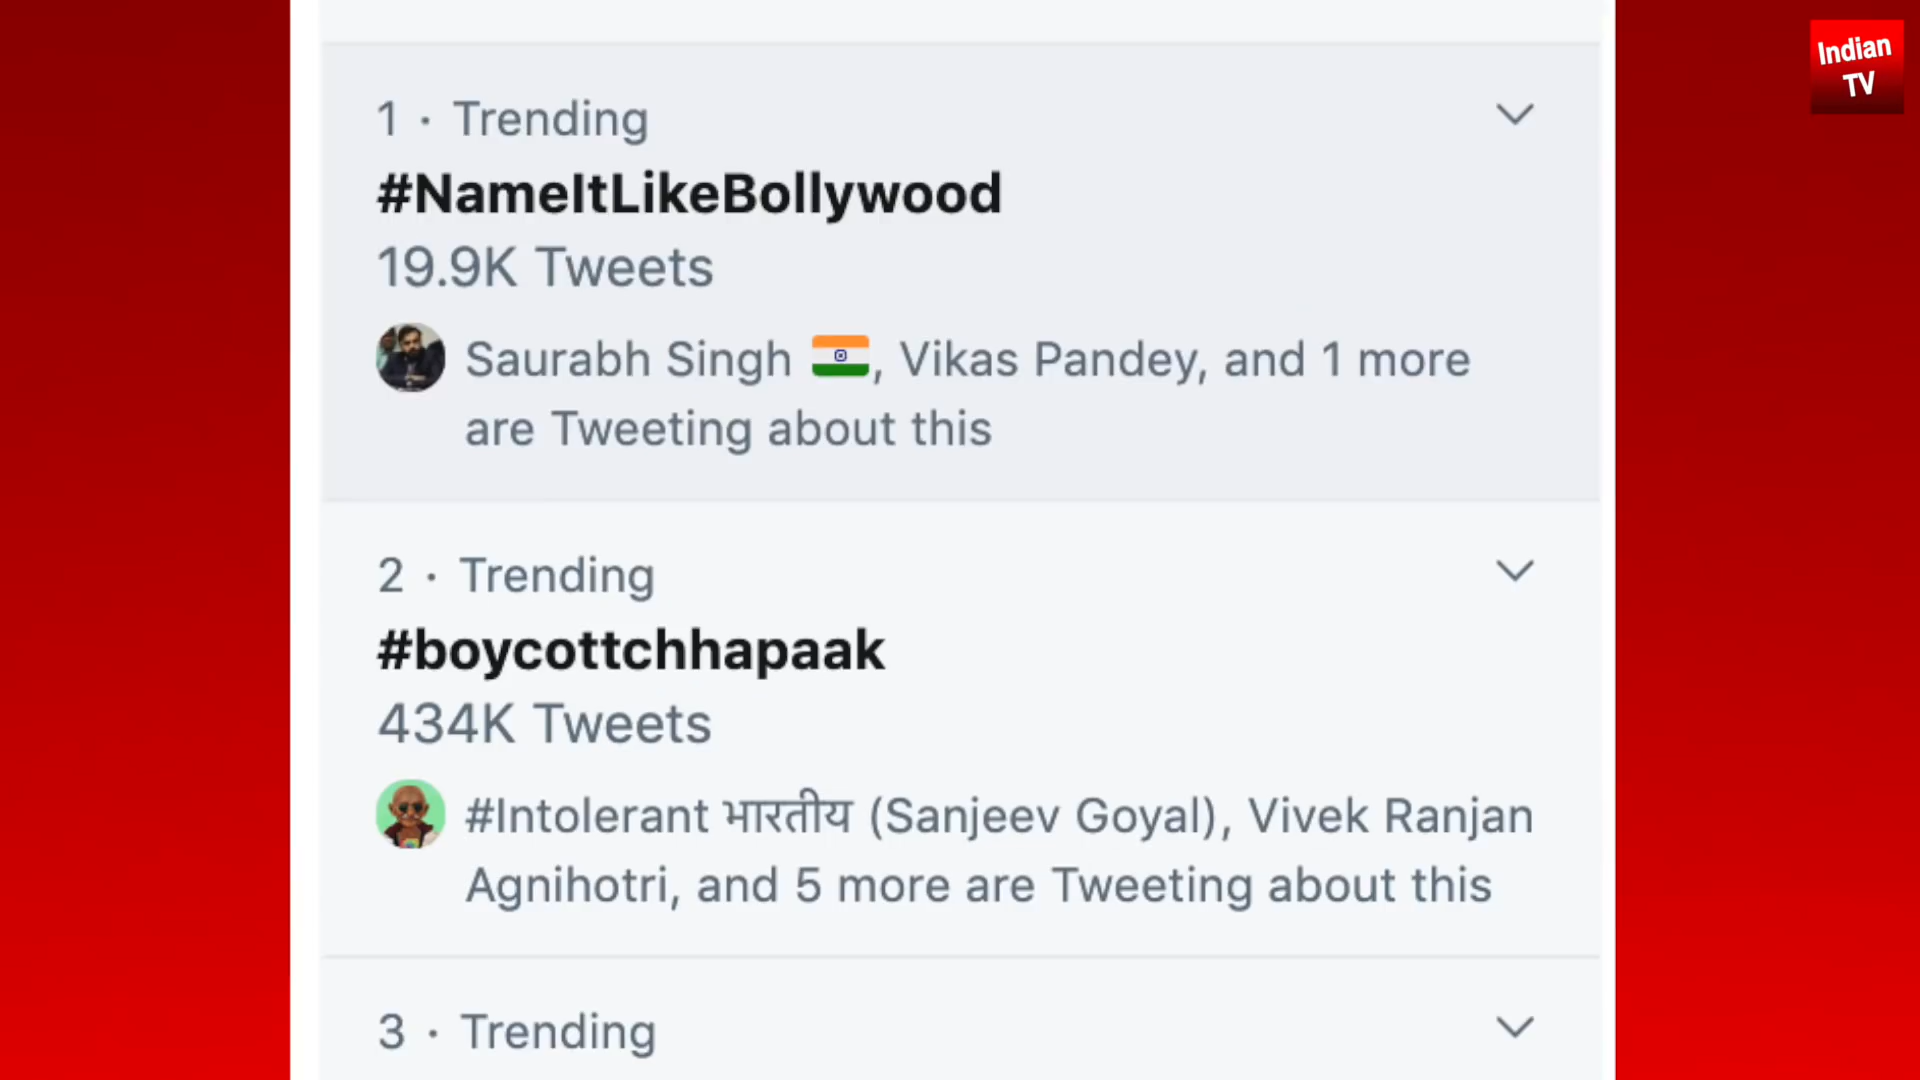 Indian
TV
1 · Trending
#NameItLikeBollywood
19.9K Tweets
Saurabh Singh 🇮🇳, Vikas Pandey, and 1 more
are Tweeting about this
2 · Trending
#boycottchhapaak
434K Tweets
#Intolerant भारतीय (Sanjeev Goyal), Vivek Ranjan
Agnihotri, and 5 more are Tweeting about this
3 · Trending